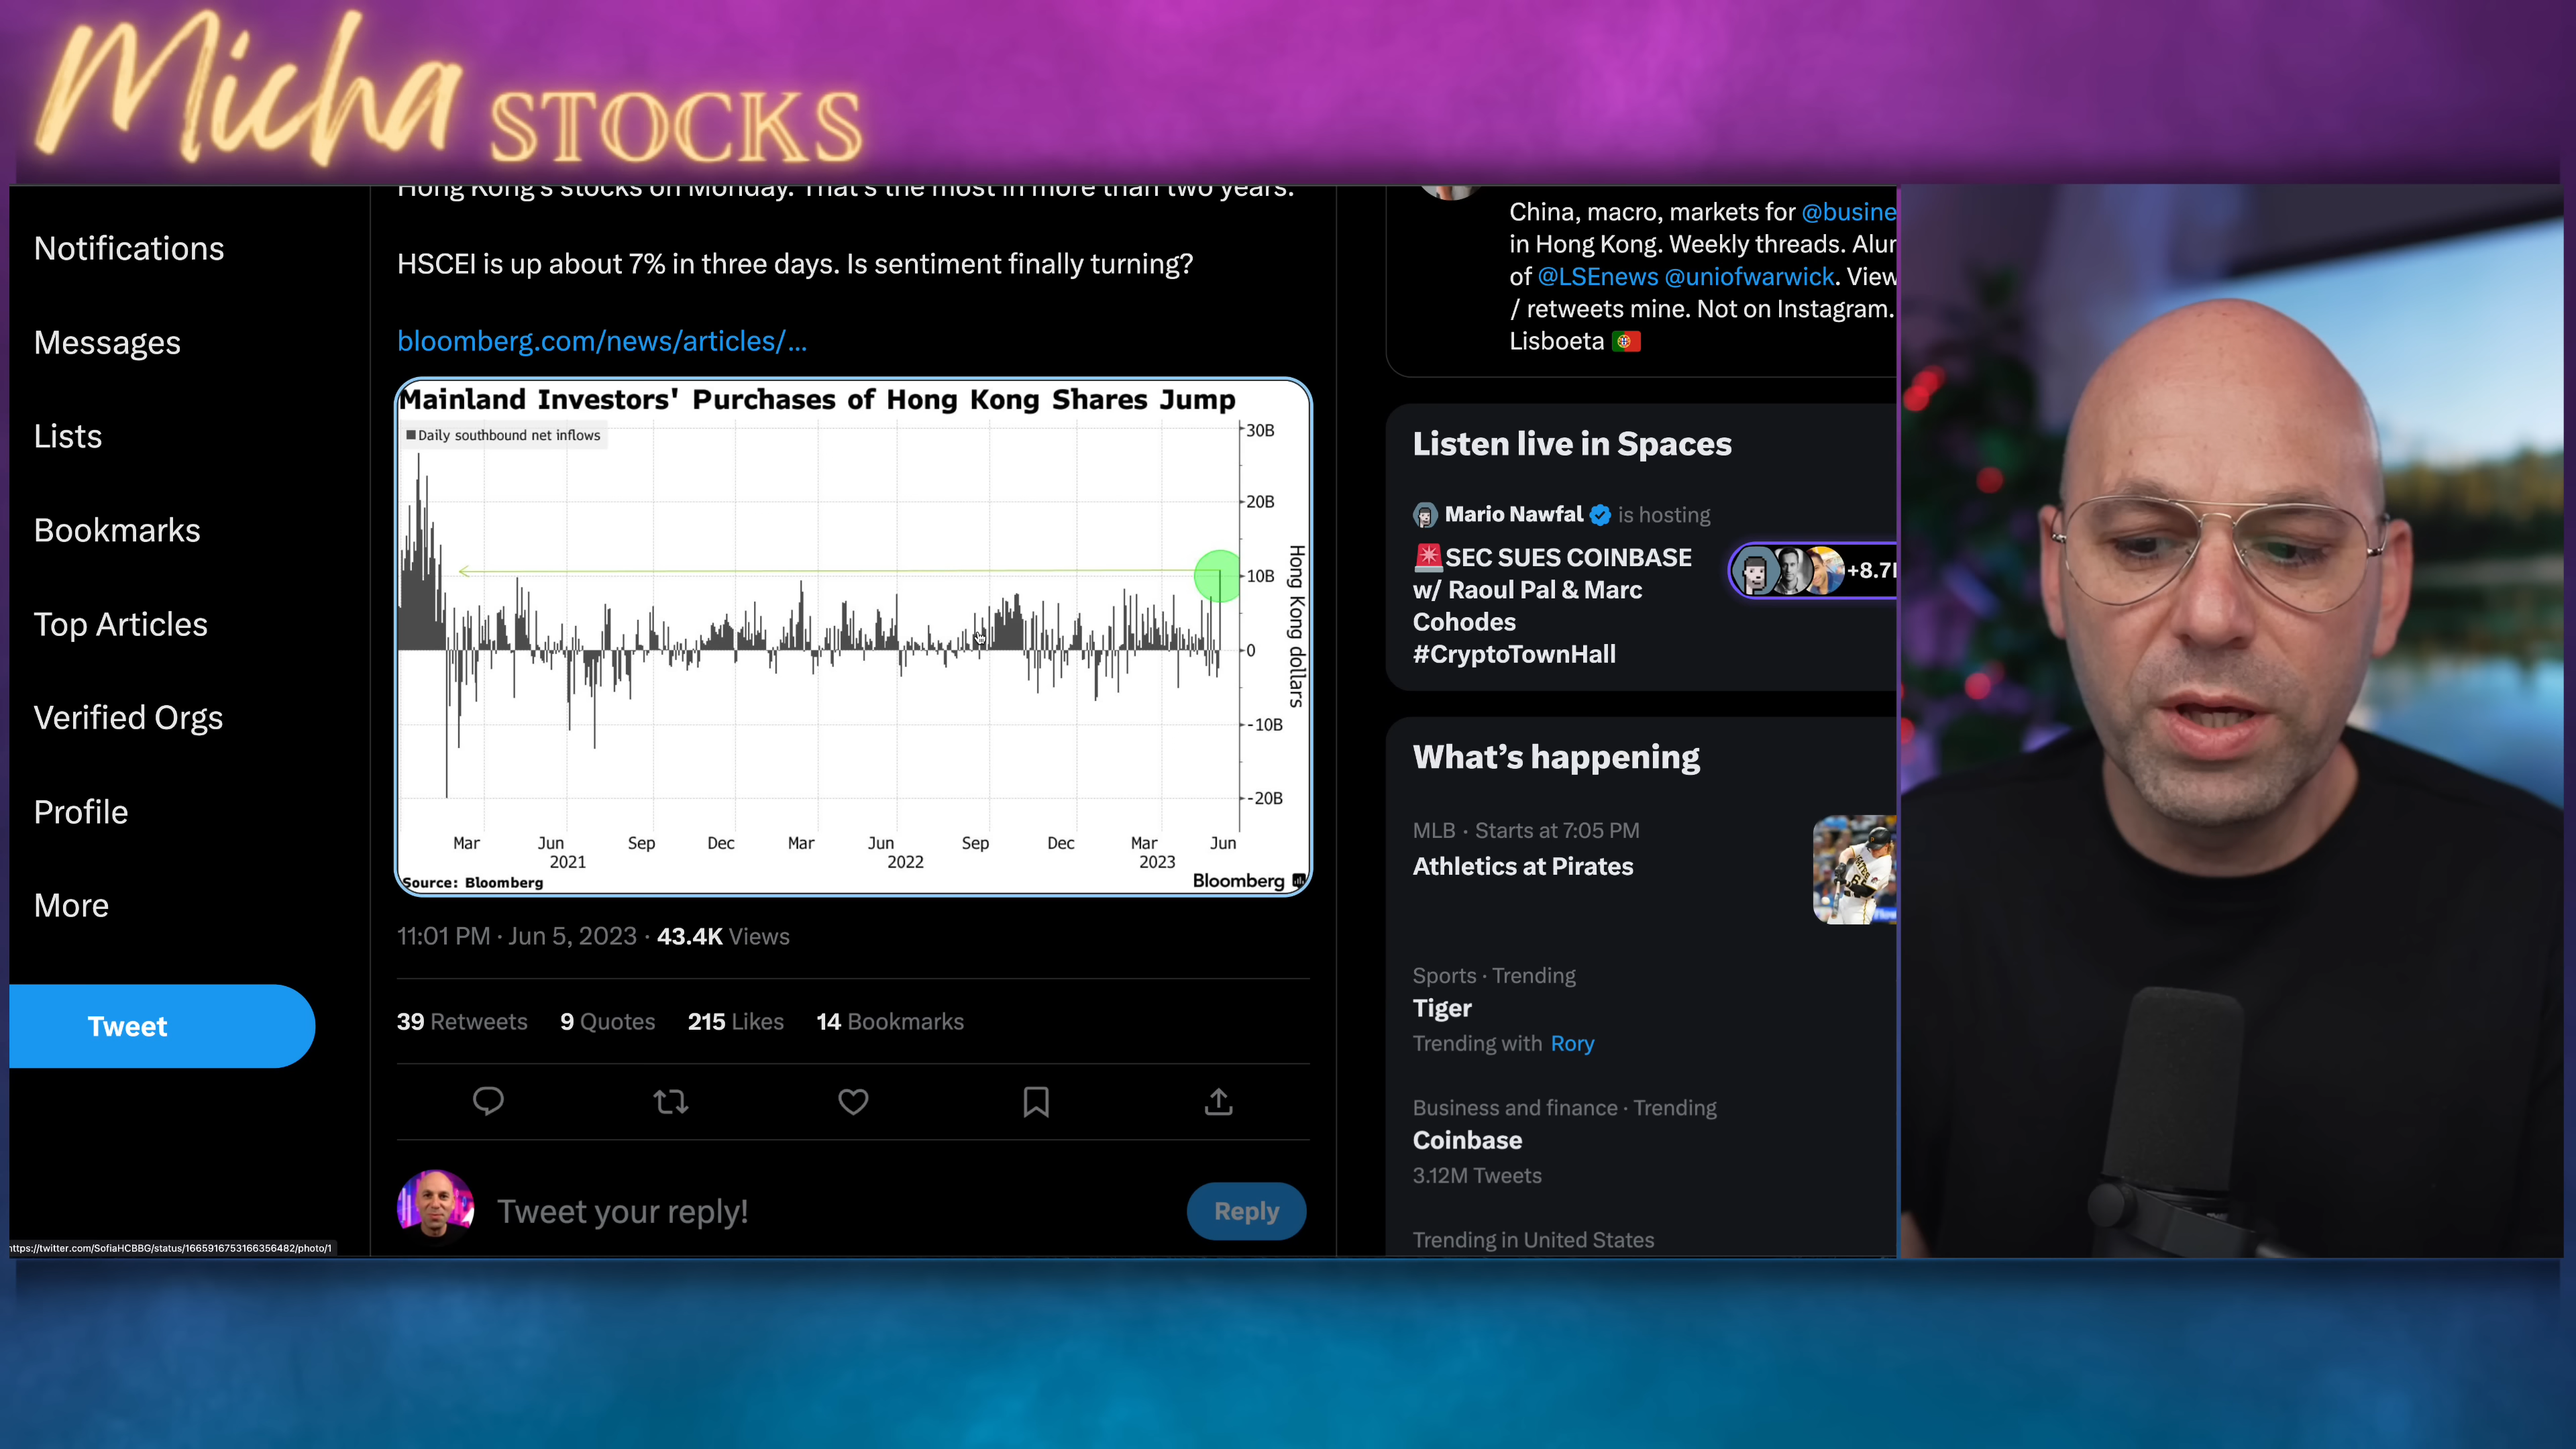 Micha STOCKS
Notifications
Messages
Lists
Bookmarks
Top Articles
Verified Orgs
Profile
More
Tweet
Hong Kong's stocks on Monday. That's the most in more than two years.
HSCEI is up about 7% in three days. Is sentiment finally turning?
bloomberg.com/news/articles/...
Mainland Investors' Purchases of Hong Kong Shares Jump
Daily southbound net inflows
30B
20B
10B
0
-10B
-20B
Hong Kong dollars
Mar Jun Sep Dec Mar Jun Sep Dec Mar Jun
2021 2022 2023
Source: Bloomberg
Bloomberg
11:01 PM · Jun 5, 2023 · 43.4K Views
39 Retweets 9 Quotes 215 Likes 14 Bookmarks
Tweet your reply!
Reply
https://twitter.com/SofiaHCBBG/status/1665916753166356482/photo/1
China, macro, markets for @busine
in Hong Kong. Weekly threads. Alur
of @LSEnews @uniofwarwick. View
/ retweets mine. Not on Instagram.
Lisboeta
Listen live in Spaces
Mario Nawfal is hosting
SEC SUES COINBASE
w/ Raoul Pal & Marc
Cohodes
#CryptoTownHall
+8.7
What's happening
MLB · Starts at 7:05 PM
Athletics at Pirates
Sports · Trending
Tiger
Trending with Rory
Business and finance · Trending
Coinbase
3.12M Tweets
Trending in United States